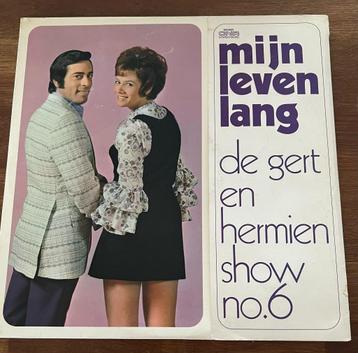 mijn
leven
lang
de gert
en
hermien
show
no.6